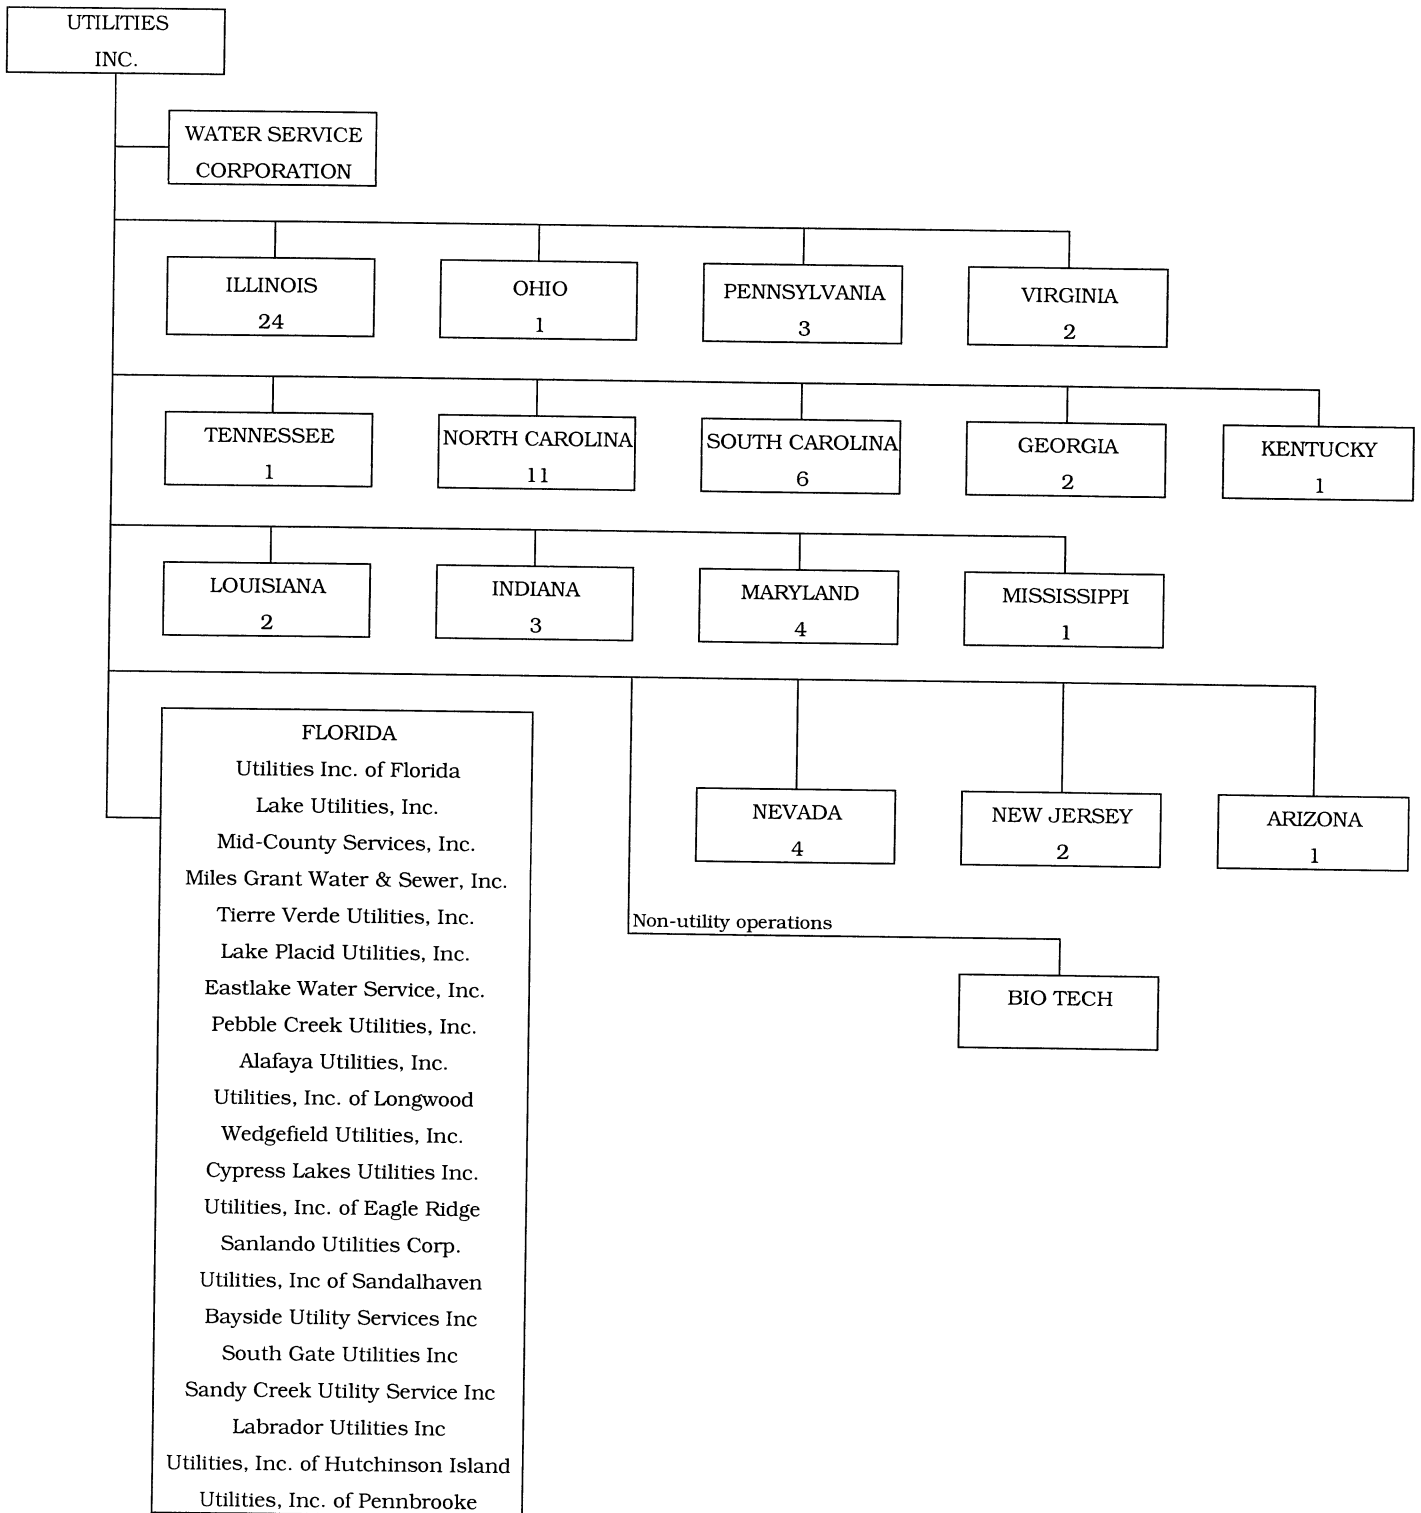 UTILITIES
INC.
WATER SERVICE
CORPORATION
ILLINOIS
24
OHIO
1
PENNSYLVANIA
3
VIRGINIA
2
TENNESSEE
1
NORTH CAROLINA
11
SOUTH CAROLINA
6
GEORGIA
2
KENTUCKY
1
LOUISIANA
2
INDIANA
3
MARYLAND
4
MISSISSIPPI
1
FLORIDA
Utilities Inc. of Florida
Lake Utilities, Inc.
Mid-County Services, Inc.
Miles Grant Water & Sewer, Inc.
Tierre Verde Utilities, Inc.
Lake Placid Utilities, Inc.
Eastlake Water Service, Inc.
Pebble Creek Utilities, Inc.
Alafaya Utilities, Inc.
Utilities, Inc. of Longwood
Wedgefield Utilities, Inc.
Cypress Lakes Utilities Inc.
Utilities, Inc. of Eagle Ridge
Sanlando Utilities Corp.
Utilities, Inc of Sandalhaven
Bayside Utility Services Inc
South Gate Utilities Inc
Sandy Creek Utility Service Inc
Labrador Utilities Inc
Utilities, Inc. of Hutchinson Island
Utilities, Inc. of Pennbrooke
NEVADA
4
NEW JERSEY
2
ARIZONA
1
Non-utility operations
BIO TECH